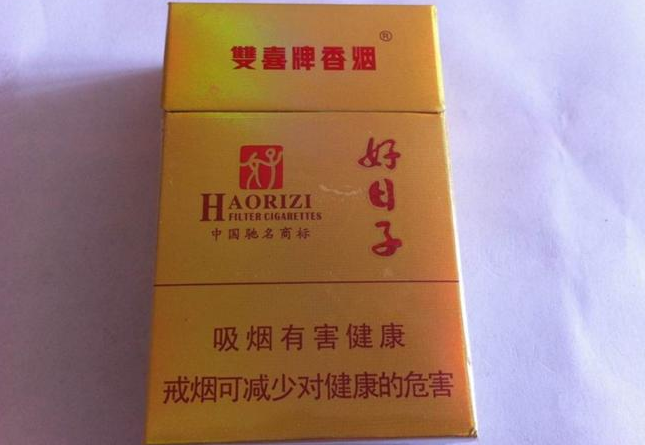 雙喜牌香烟®
好日子
HAORIZI
FILTER CIGARETTES
中国驰名商标
吸烟有害健康
戒烟可减少对健康的危害